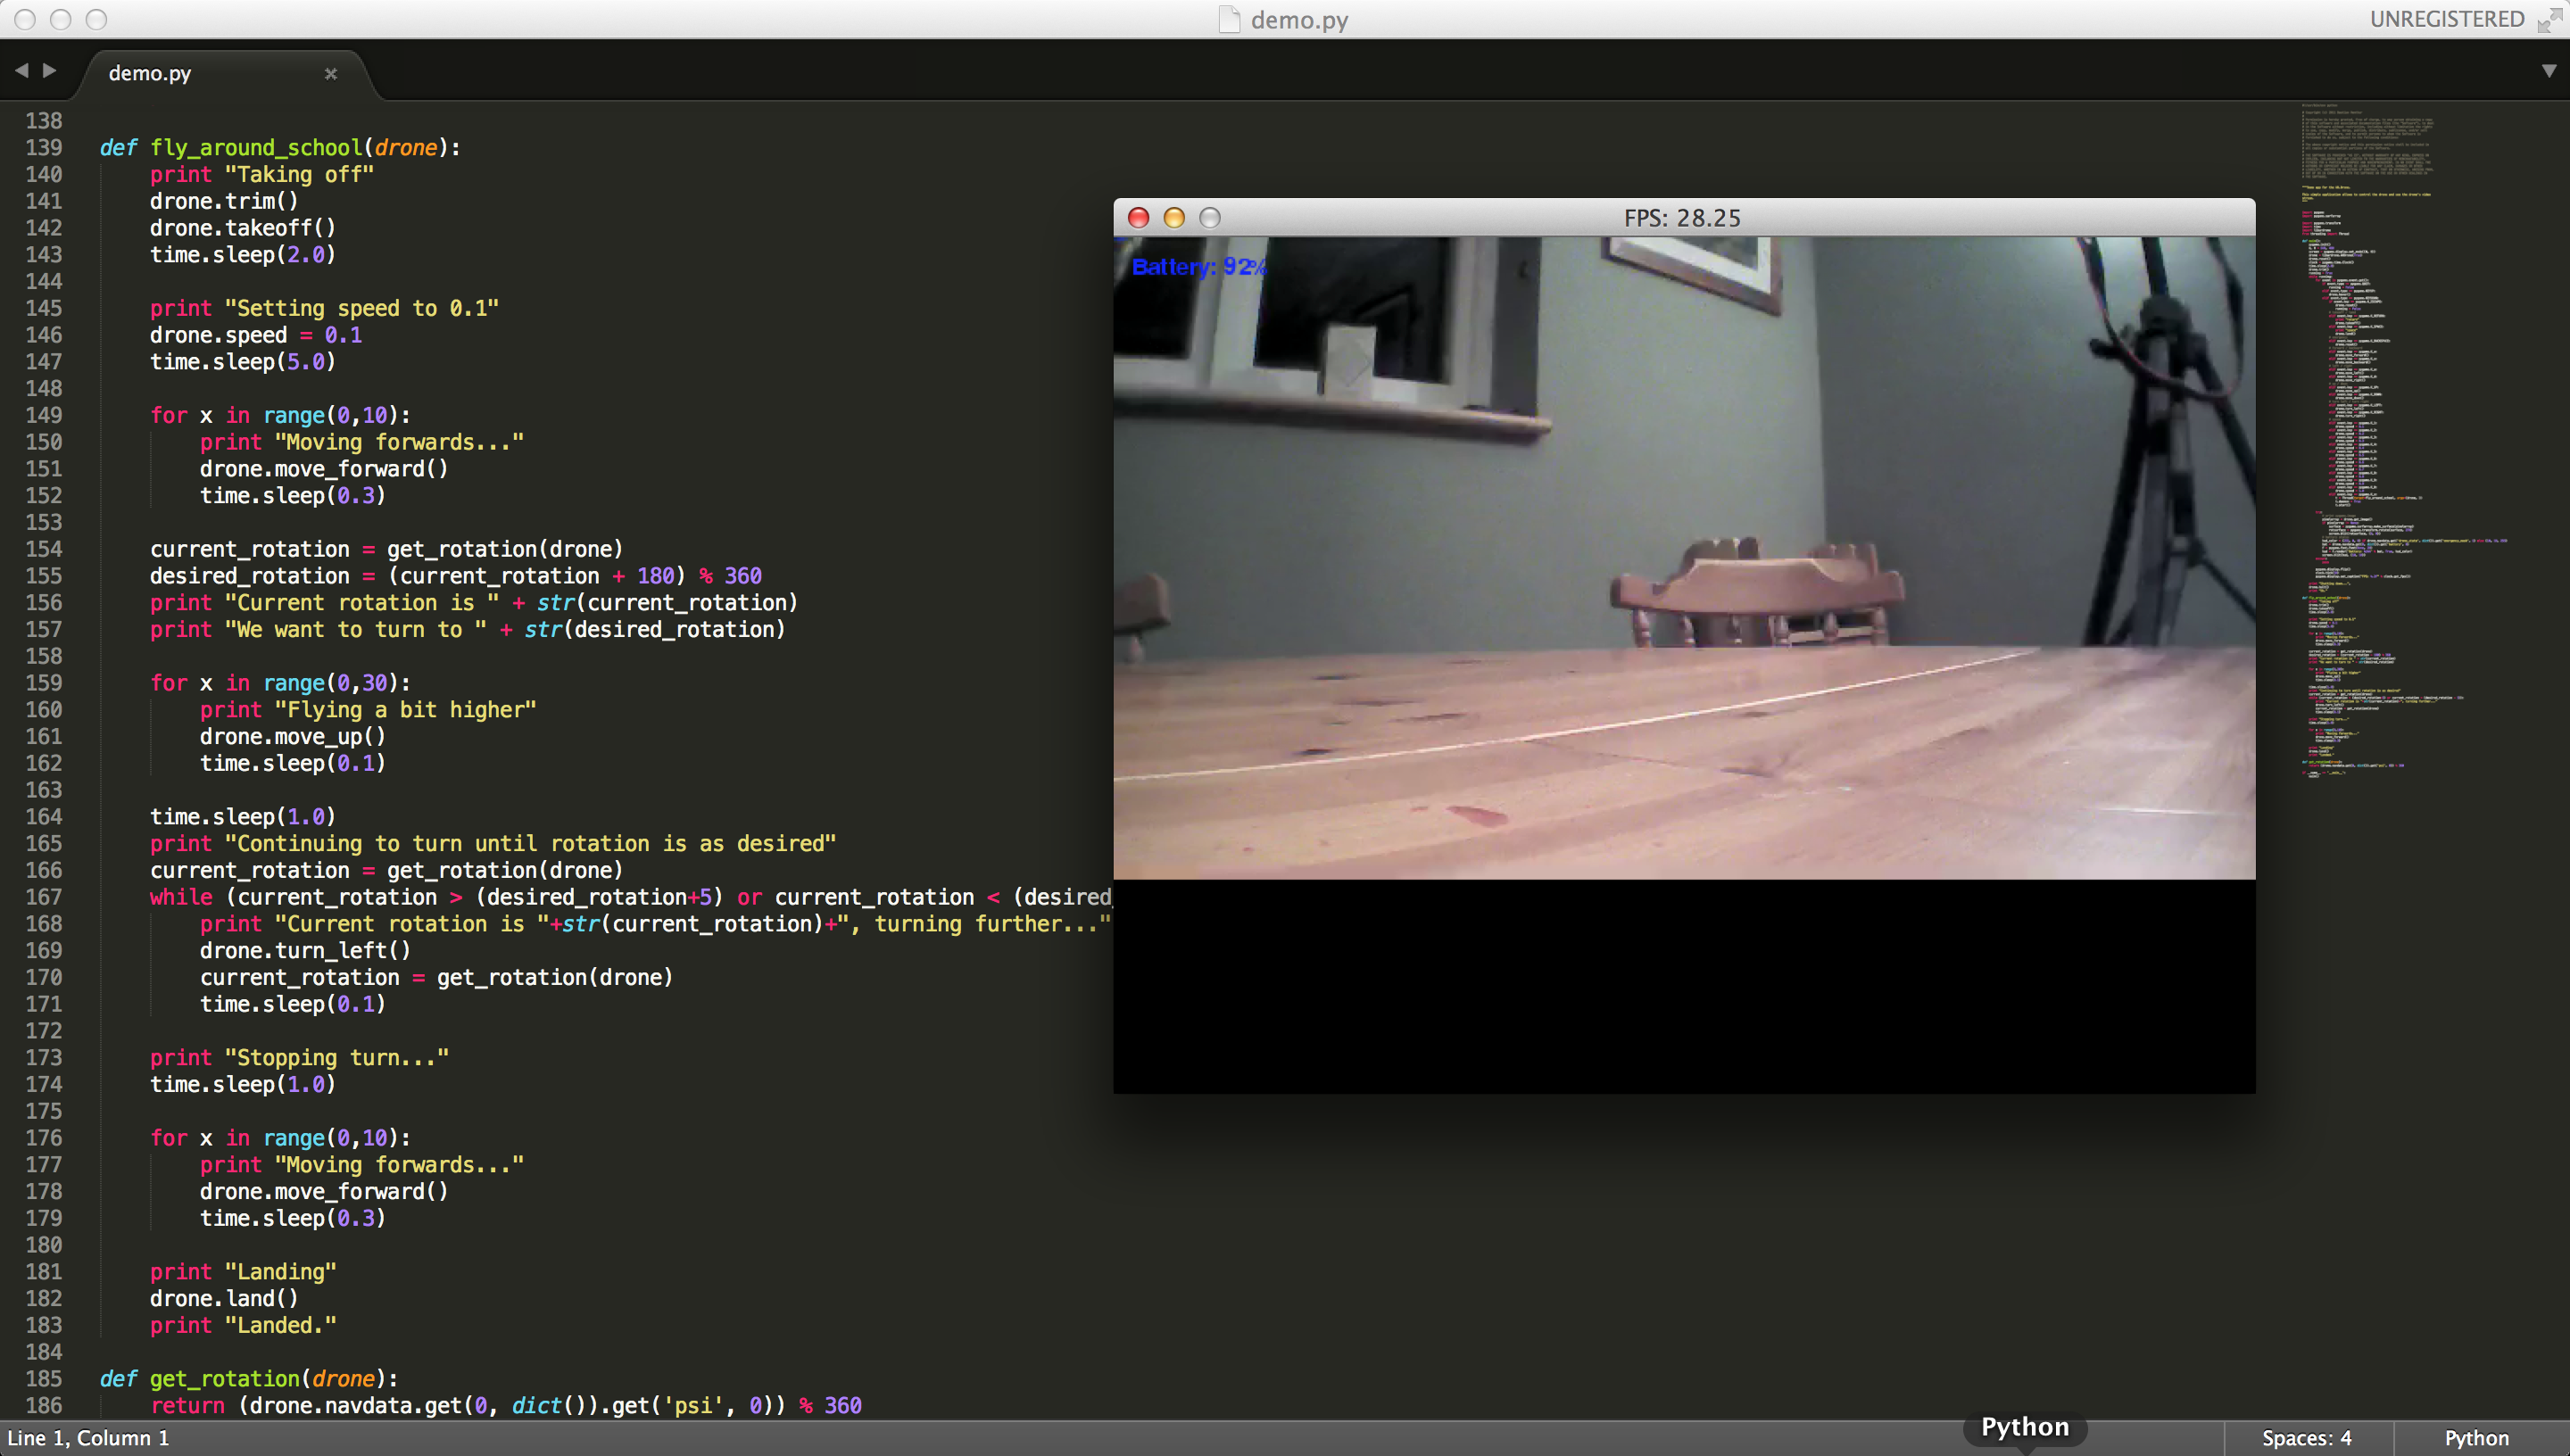 demo.py
UNREGISTERED
demo.py
138
139 def fly_around_school(drone):
140 print "Taking off"
141 drone.trim()
142 drone.takeoff()
143 time.sleep(2.0)
144
145 print "Setting speed to 0.1"
146 drone.speed = 0.1
147 time.sleep(5.0)
148
149 for x in range(0,10):
150 print "Moving forwards..."
151 drone.move_forward()
152 time.sleep(0.3)
153
154 current_rotation = get_rotation(drone)
155 desired_rotation = (current_rotation + 180) % 360
156 print "Current rotation is " + str(current_rotation)
157 print "We want to turn to " + str(desired_rotation)
158
159 for x in range(0,30):
160 print "Flying a bit higher"
161 drone.move_up()
162 time.sleep(0.1)
163
164 time.sleep(1.0)
165 print "Continuing to turn until rotation is as desired"
166 current_rotation = get_rotation(drone)
167 while (current_rotation > (desired_rotation+5) or current_rotation < (desired_
168 print "Current rotation is "+str(current_rotation)+", turning further..."
169 drone.turn_left()
170 current_rotation = get_rotation(drone)
171 time.sleep(0.1)
172
173 print "Stopping turn..."
174 time.sleep(1.0)
175
176 for x in range(0,10):
177 print "Moving forwards..."
178 drone.move_forward()
179 time.sleep(0.3)
180
181 print "Landing"
182 drone.land()
183 print "Landed."
184
185 def get_rotation(drone):
186 return (drone.navdata.get(0, dict()).get('psi', 0)) % 360
FPS: 28.25
Battery: 92%
Line 1, Column 1
Python
Spaces: 4
Python